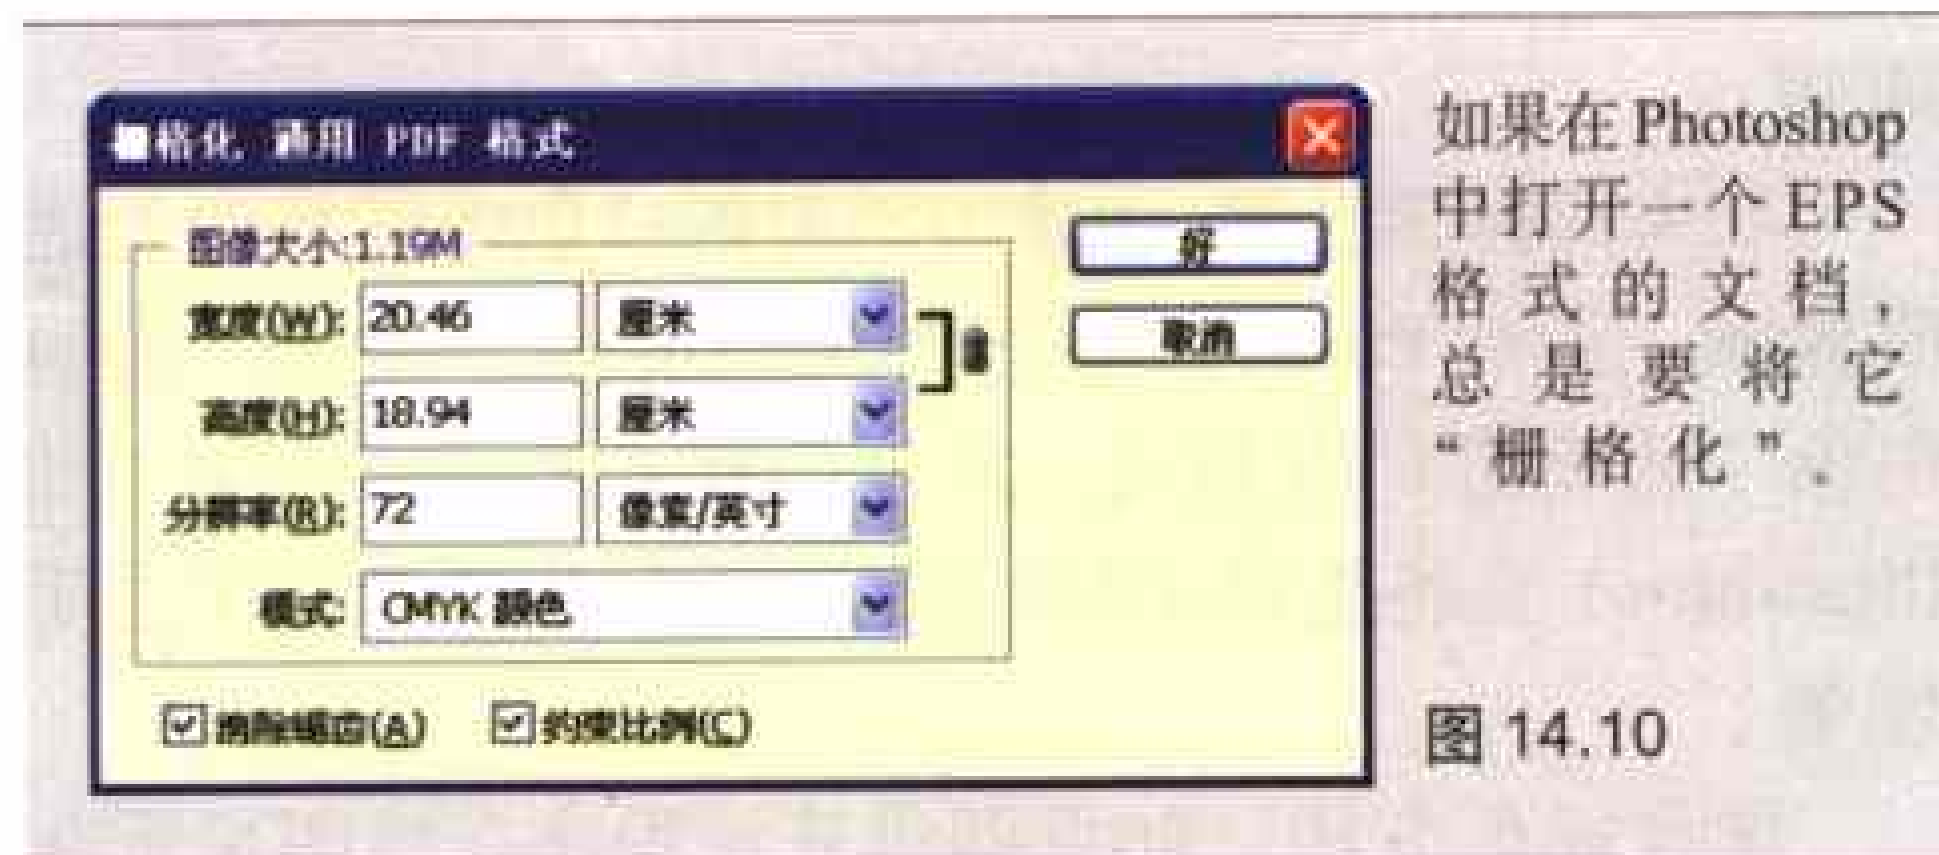 栅格化 通用 PDF 格式
图像大小:1.19M
宽度(W): 20.46 厘米
高度(H): 18.94 厘米
分辨率(R): 72 像素/英寸
模式: CMYK 颜色
消除锯齿(A) 约束比例(C)
好
取消
如果在 Photoshop
中打开一个 EPS
格式的文档，
总是要将它
“栅格化”。
图 14.10